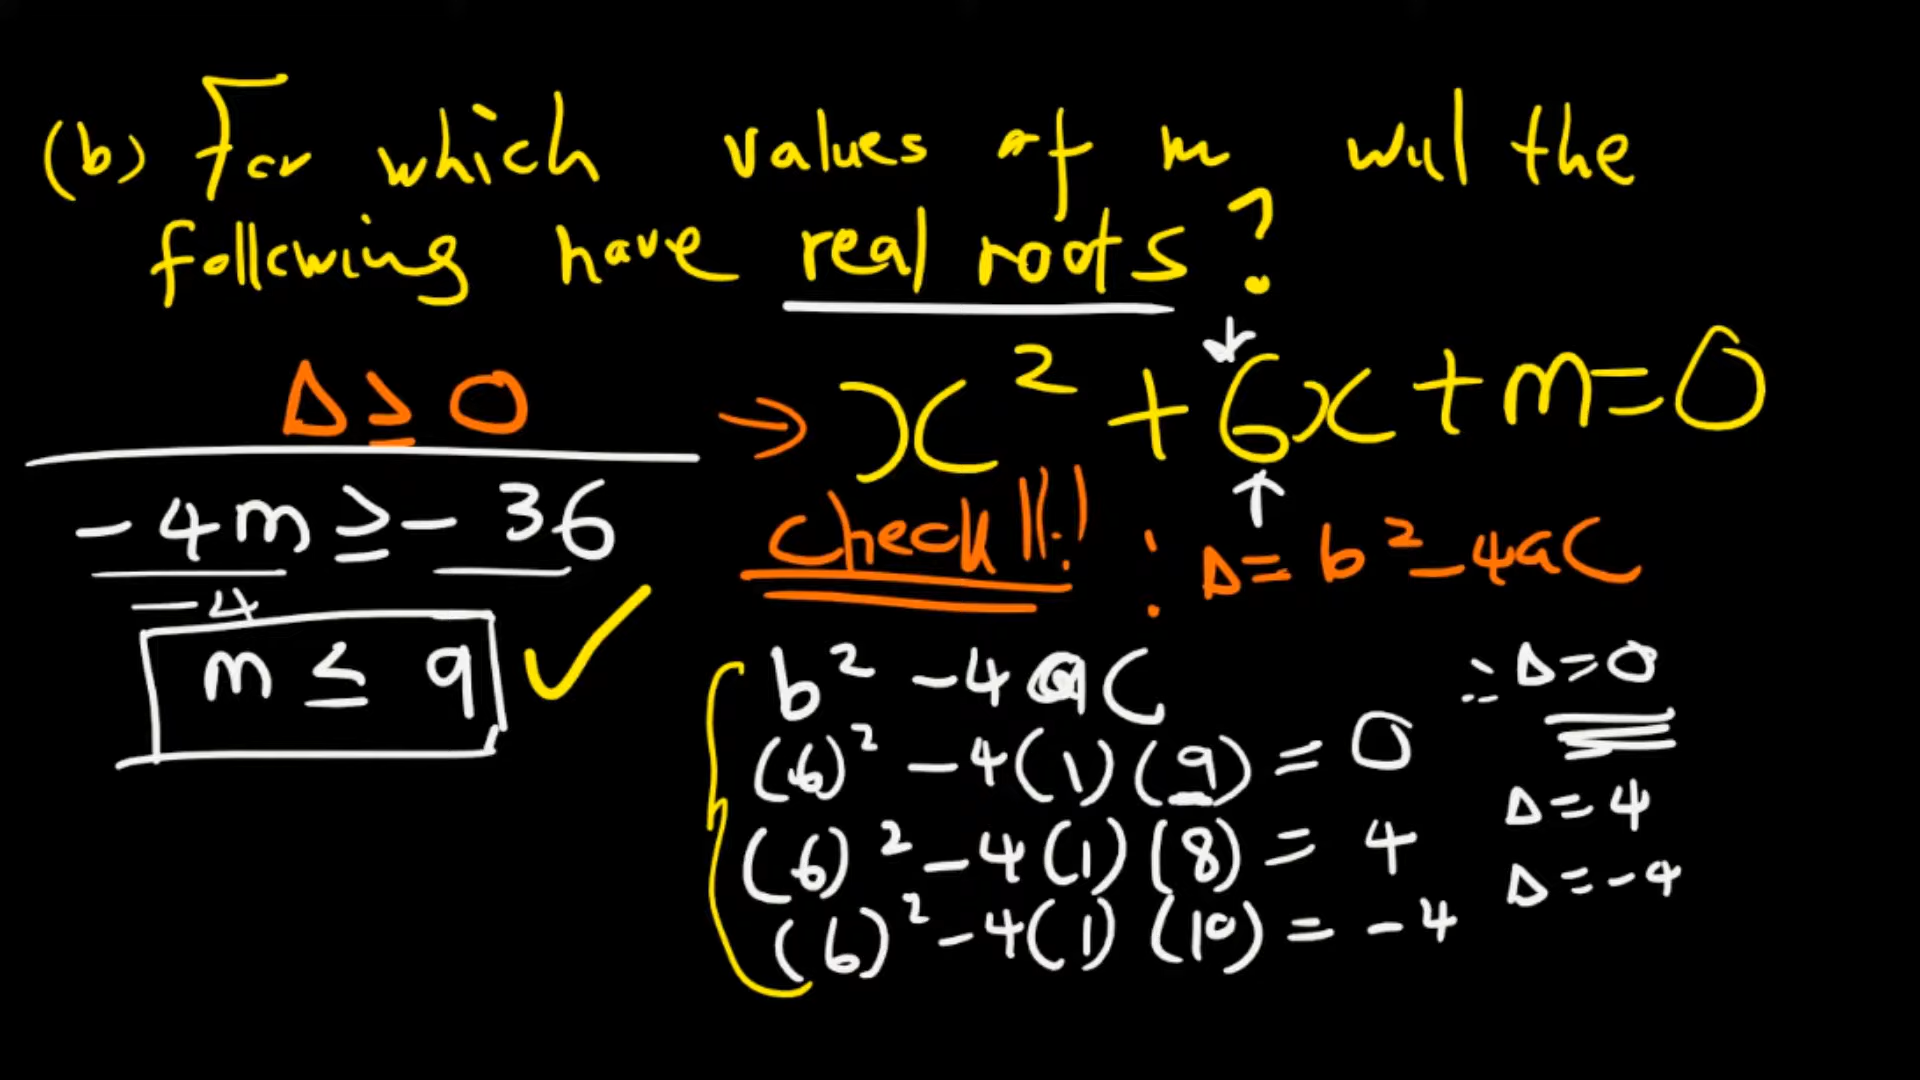 (b) For which values of m will the
following have real roots?
Δ ≥ 0
→ x² + 6x + m = 0
-4m ≥ -36
-4
m ≤ 9 ✓
check!!! : Δ = b² - 4ac
b² - 4ac
(6)² - 4(1)(9) = 0
(6)² - 4(1)(8) = 4
(6)² - 4(1)(10) = -4
∴ Δ = 0
Δ = 4
Δ = -4